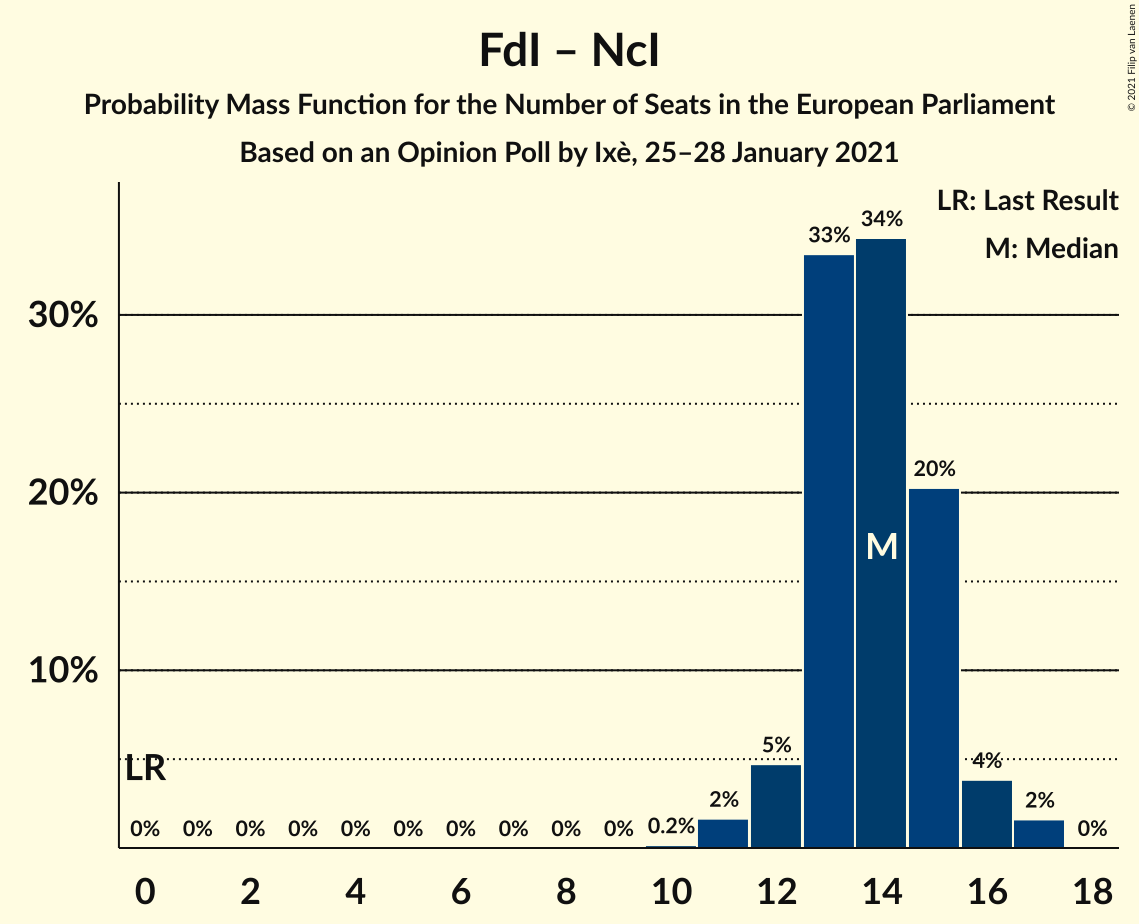 FdI – NcI
Probability Mass Function for the Number of Seats in the European Parliament
Based on an Opinion Poll by Ixè, 25–28 January 2021
© 2021 Filip van Laenen
LR: Last Result
M: Median
30%
20%
10%
LR
M
0% 0% 0% 0% 0% 0% 0% 0% 0% 0% 0.2% 2% 5% 33% 34% 20% 4% 2% 0%
0 2 4 6 8 10 12 14 16 18